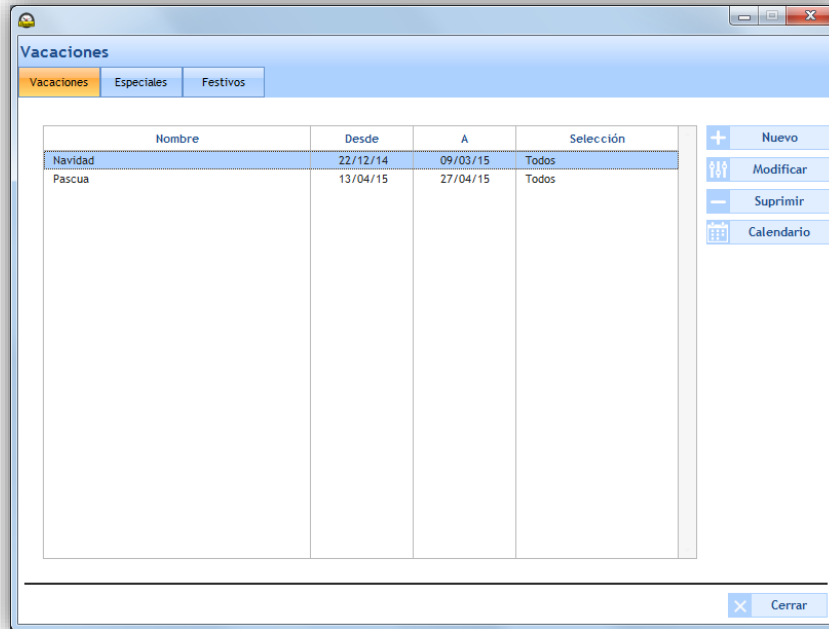 Vacaciones
Vacaciones Especiales Festivos
Nombre Desde A Selección
Navidad 22/12/14 09/03/15 Todos
Pascua 13/04/15 27/04/15 Todos
Nuevo
Modificar
Suprimir
Calendario
Cerrar